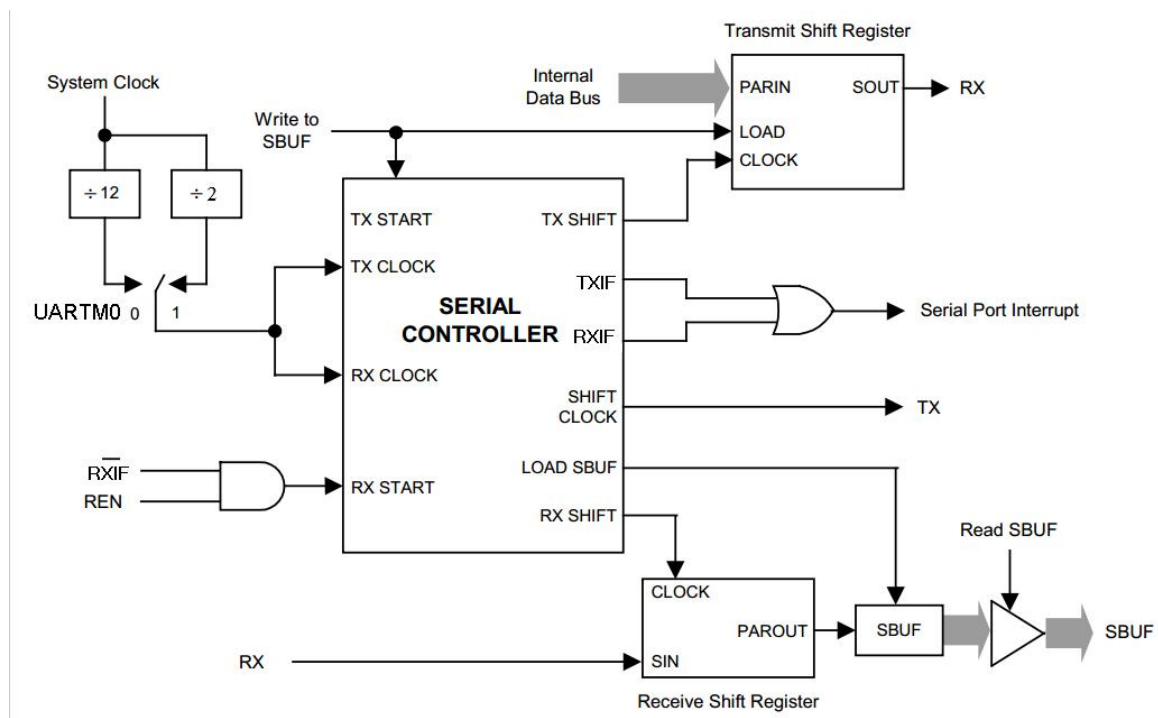 Transmit Shift Register
System Clock
Internal
Data Bus
PARIN
SOUT
RX
Write to
SBUF
LOAD
CLOCK
÷12
÷2
TX START
TX SHIFT
TX CLOCK
TXIF
UARTM0 0 1
SERIAL
CONTROLLER
Serial Port Interrupt
RXIF
RX CLOCK
SHIFT
CLOCK
TX
R̅X̅I̅F̅
REN
RX START
LOAD SBUF
RX SHIFT
Read SBUF
CLOCK
PAROUT
SBUF
SBUF
RX
SIN
Receive Shift Register